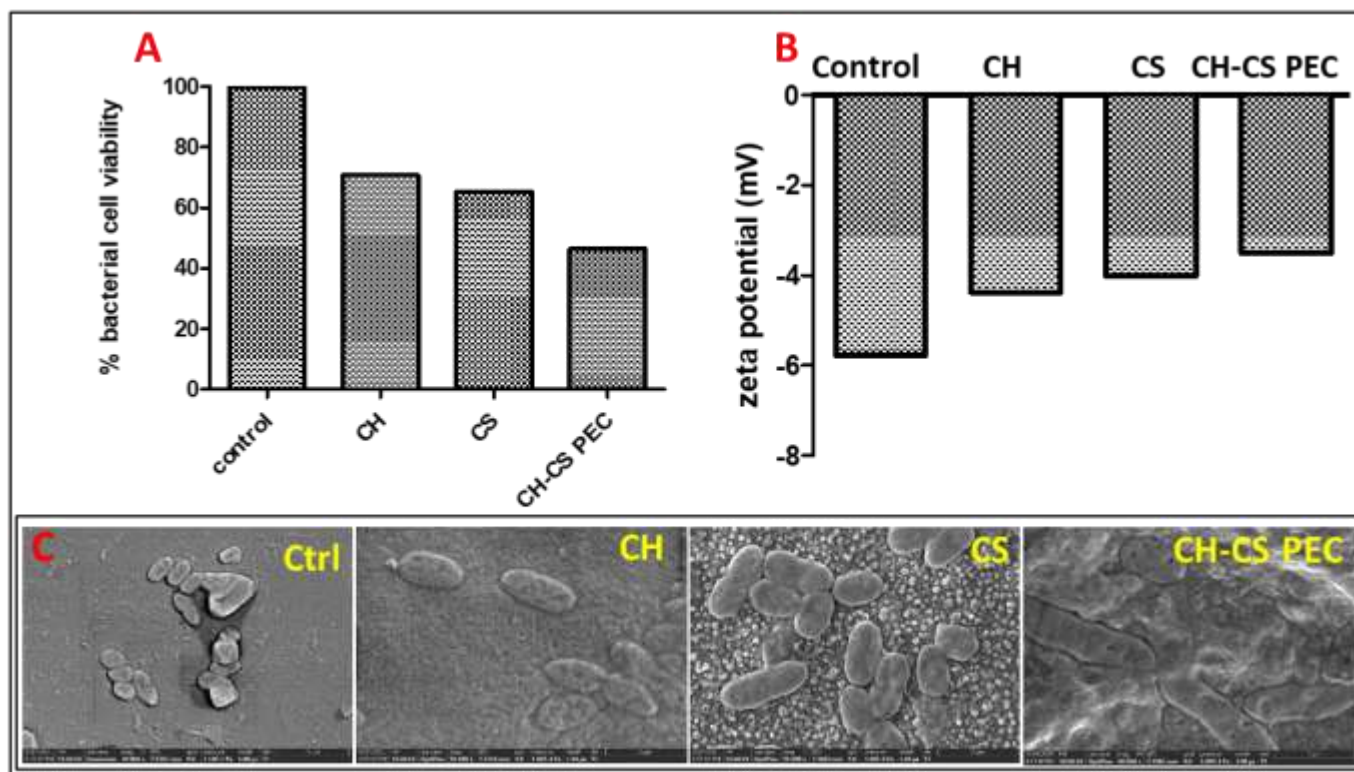 A
% bacterial cell viability
100
80
60
40
20
0
control
CH
CS
CH-CS PEC
B
Control CH CS CH-CS PEC
zeta potential (mV)
0
-2
-4
-6
-8
C
Ctrl
CH
CS
CH-CS PEC